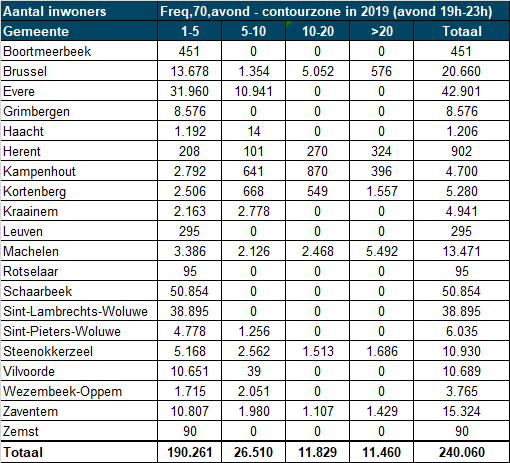 Aantal inwoners Freq,70,avond - contourzone in 2019 (avond 19h-23h)
Gemeente 1-5 5-10 10-20 >20 Totaal
Boortmeerbeek 451 0 0 0 451
Brussel 13.678 1.354 5.052 576 20.660
Evere 31.960 10.941 0 0 42.901
Grimbergen 8.576 0 0 0 8.576
Haacht 1.192 14 0 0 1.206
Herent 208 101 270 324 902
Kampenhout 2.792 641 870 396 4.700
Kortenberg 2.506 668 549 1.557 5.280
Kraainem 2.163 2.778 0 0 4.941
Leuven 295 0 0 0 295
Machelen 3.386 2.126 2.468 5.492 13.471
Rotselaar 95 0 0 0 95
Schaarbeek 50.854 0 0 0 50.854
Sint-Lambrechts-Woluwe 38.895 0 0 0 38.895
Sint-Pieters-Woluwe 4.778 1.256 0 0 6.035
Steenokkerzeel 5.168 2.562 1.513 1.686 10.930
Vilvoorde 10.651 39 0 0 10.689
Wezembeek-Oppem 1.715 2.051 0 0 3.765
Zaventem 10.807 1.980 1.107 1.429 15.324
Zemst 90 0 0 0 90
Totaal 190.261 26.510 11.829 11.460 240.060